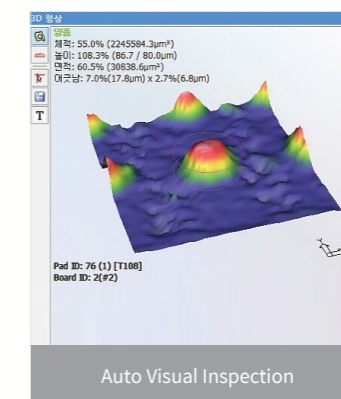 3D 형상
양품
체적: 55.0% (2245584.3μm³)
높이: 108.3% (86.7 / 80.0μm)
면적: 60.5% (30838.6μm²)
어긋남: 7.0%(17.8μm) x 2.7%(6.8μm)
T
Pad ID: 76 (1) [T108]
Board ID: 2(#2)
Auto Visual Inspection